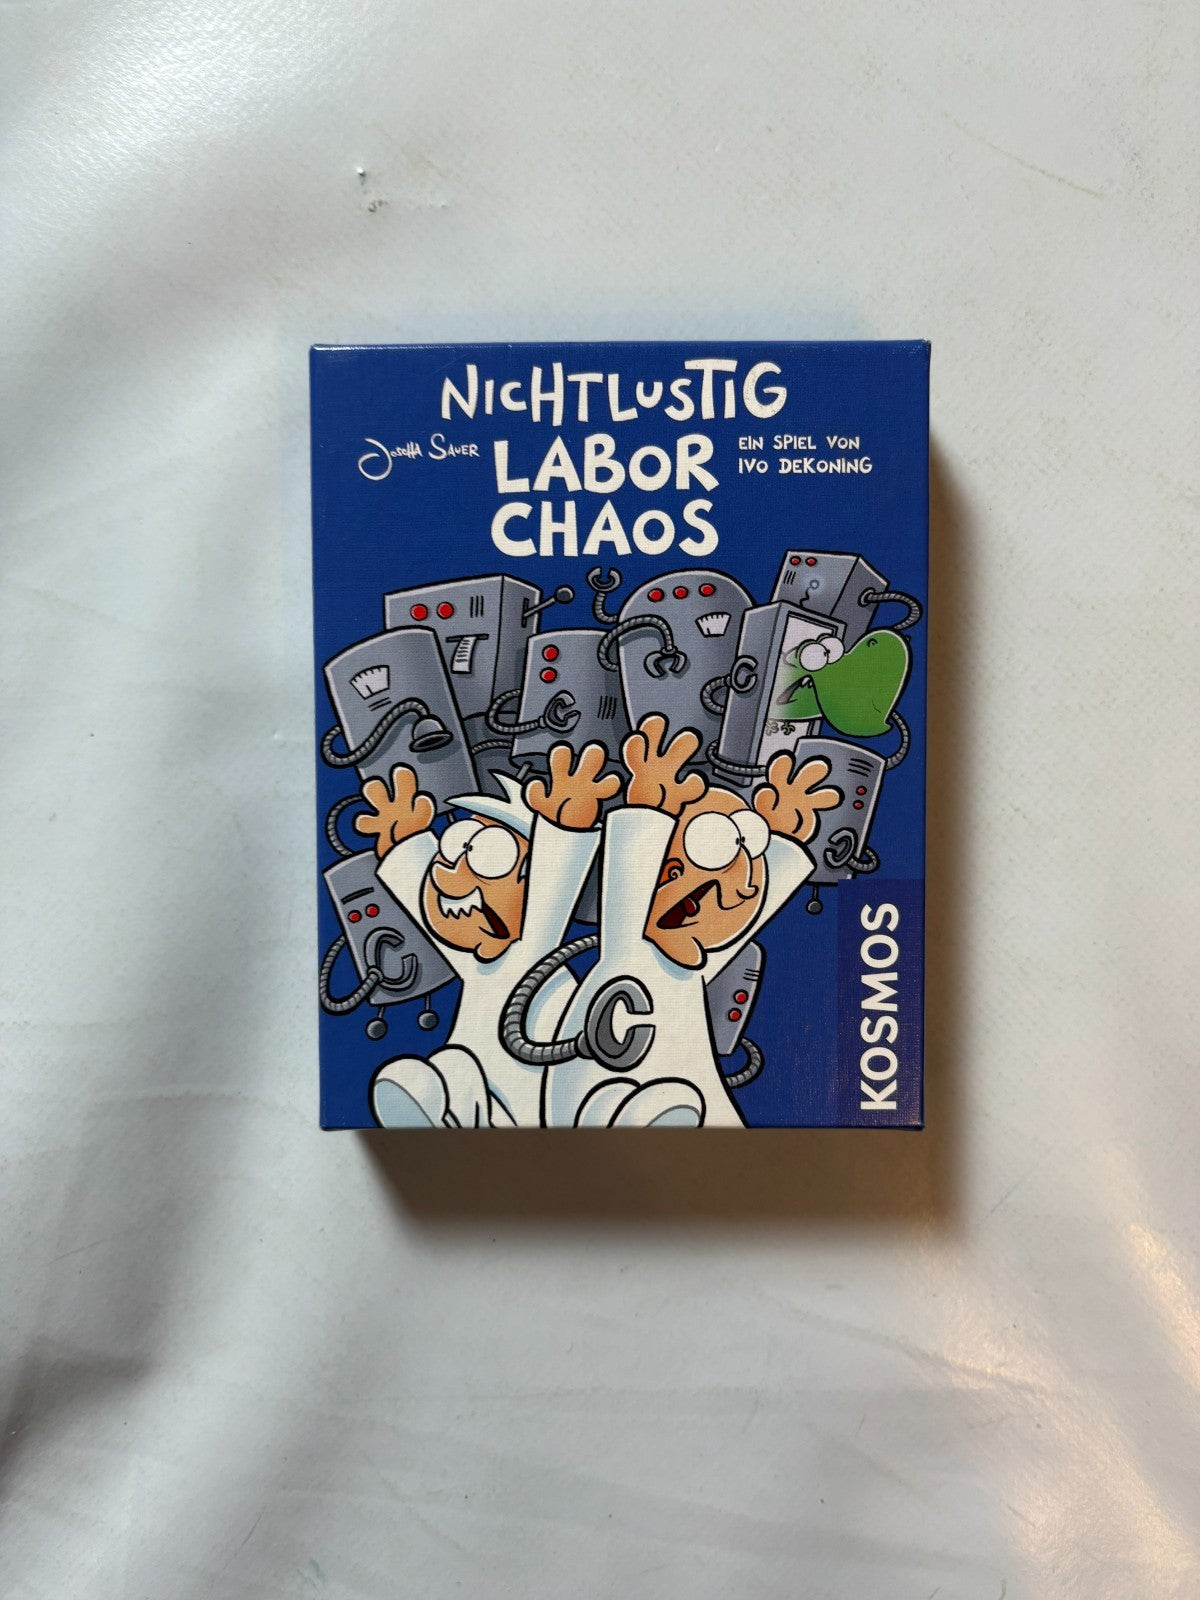 NICHTLUSTIG
JOSCHA SAUER
LABOR
CHAOS
EIN SPIEL VON
IVO DEKONING
KOSMOS